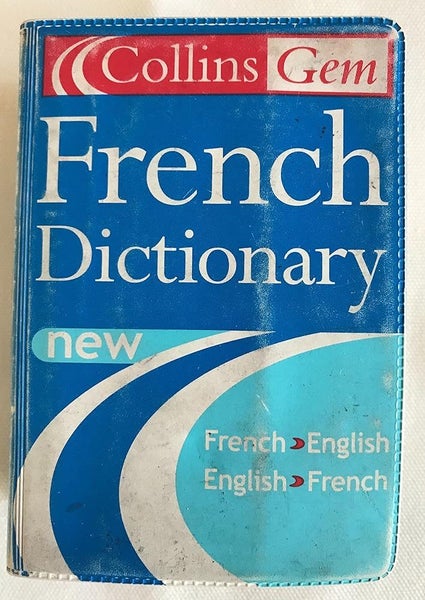 Collins Gem
French
Dictionary
new
French English
English French